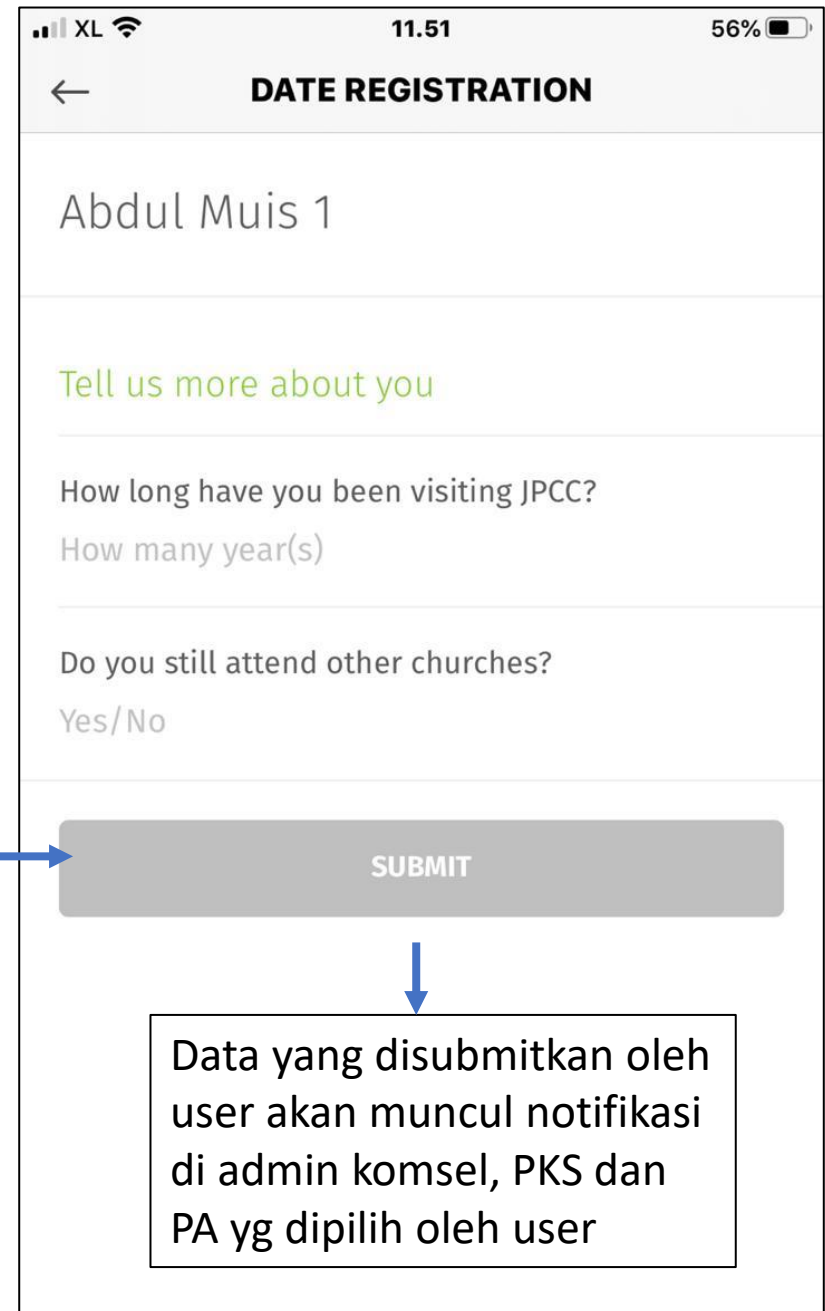 XL 11.51 56%
DATE REGISTRATION
Abdul Muis 1
Tell us more about you
How long have you been visiting JPCC?
How many year(s)
Do you still attend other churches?
Yes/No
SUBMIT
Data yang disubmitkan oleh
user akan muncul notifikasi
di admin komsel, PKS dan
PA yg dipilih oleh user